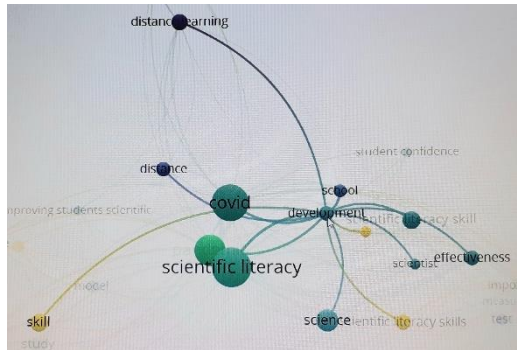 distance learning
student confidence
distance
school
covid
development
improving students scientific
scientific literacy skill
scientist
effectiveness
scientific literacy
model
skill
science
scientific literacy skills
study
test